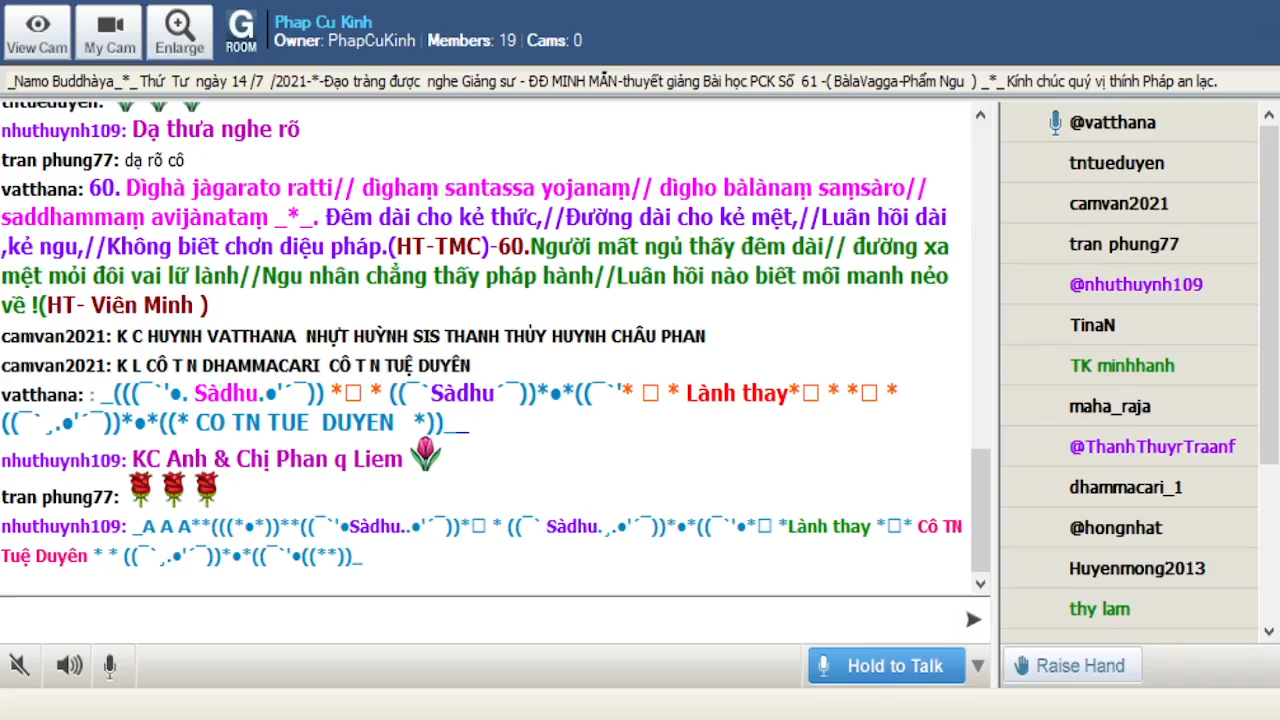 Phap Cu Kinh
View Cam My Cam Enlarge G ROOM Owner: PhapCuKinh Members: 19 Cams: 0
_Namo Buddhàya_*_Thứ Tư ngày 14 /7 /2021-*-Đạo tràng được nghe Giảng sư - ĐĐ MINH MẪN-thuyết giảng Bài học PCK Số 61 -( BàlaVagga-Phẩm Ngu ) _*_Kính chúc quý vị thính Pháp an lạc.
tntueduyen:
nhuthuynh109: Dạ thưa nghe rõ
tran phung77: dạ rõ cô
vatthana: 60. Dìghà jàgarato ratti// dìghaṃ santassa yojanaṃ// dìgho bàlànaṃ saṃsàro//
saddhammaṃ avijànataṃ _*_. Đêm dài cho kẻ thức,//Đường dài cho kẻ mệt,//Luân hồi dài
,kẻ ngu,//Không biết chơn diệu pháp.(HT-TMC)-60.Người mất ngủ thấy đêm dài// đường xa
mệt mỏi đôi vai lữ lành//Ngu nhân chẳng thấy pháp hành//Luân hồi nào biết mối manh nẻo
về !(HT- Viên Minh )
camvan2021: K C HUYNH VATTHANA NHỰT HUỲNH SIS THANH THỦY HUYNH CHÂU PHAN
camvan2021: K L CÔ T N DHAMMACARI CÔ T N TUỆ DUYÊN
vatthana: : _(((¯`'●. Sàdhu.●'´¯)) *▯ * ((¯`Sàdhu´¯))*●*((¯`'* ▯ * Lành thay*▯ * *▯ *
((¯`¸.●'´¯))*●*((* CO TN TUE DUYEN *))__
nhuthuynh109: KC Anh & Chị Phan q Liem
tran phung77:
nhuthuynh109: _A A A**(((*●*))**((¯`'●Sàdhu..●'´¯))*▯ * ((¯` Sàdhu.¸.●'´¯))*●*((¯`'●*▯ *Lành thay *▯* Cô TN
Tuệ Duyên * * ((¯`¸.●'´¯))*●*((¯`'●((**))_
@vatthana
tntueduyen
camvan2021
tran phung77
@nhuthuynh109
TinaN
TK minhhanh
maha_raja
@ThanhThuyrTraanf
dhammacari_1
@hongnhat
Huyenmong2013
thy lam
Hold to Talk Raise Hand